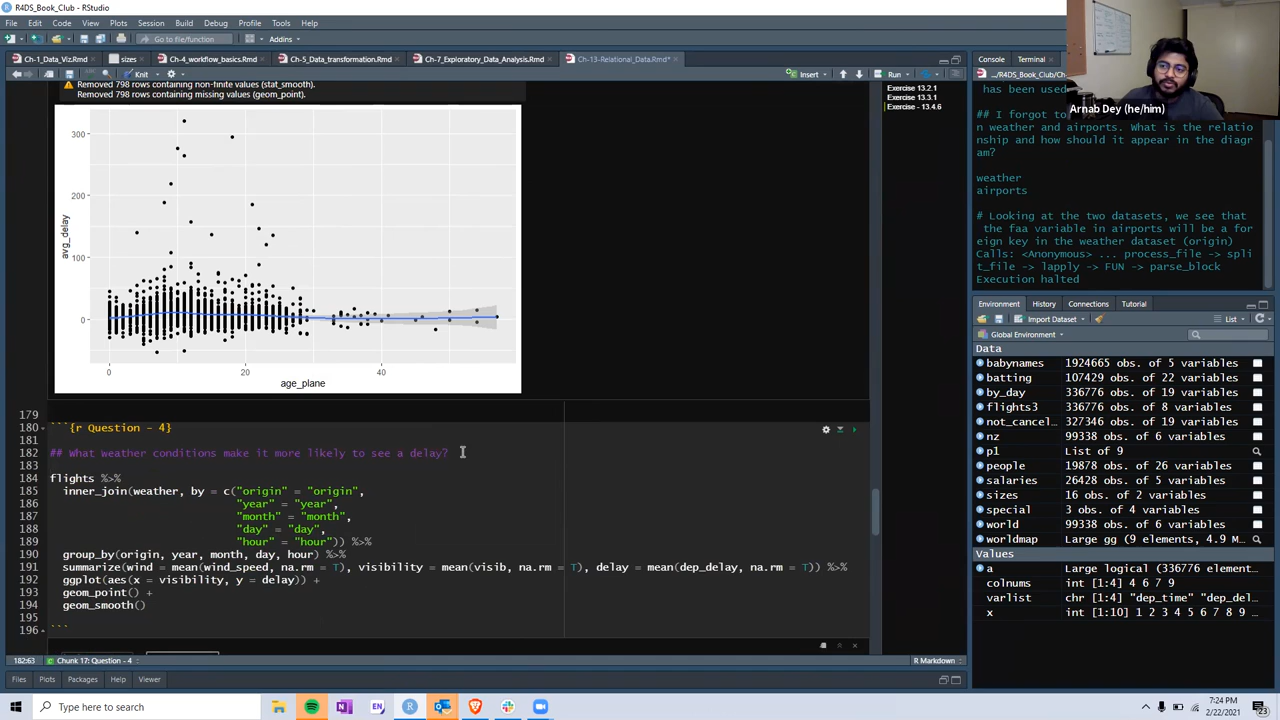 R4DS_Book_Club - RStudio
File Edit Code View Plots Session Build Debug Profile Tools Help
Go to file/function
Addins
Ch-1_Data_Viz.Rmd
sizes
Ch-4_workflow_basics.Rmd
Ch-5_Data_transformation.Rmd
Ch-7_Exploratory_Data_Analysis.Rmd
Ch-13-Relational_Data.Rmd*
Knit
Insert
Run
Removed 798 rows containing non-finite values (stat_smooth).
Removed 798 rows containing missing values (geom_point).
300
200
100
0
avg_delay
0 20 40
age_plane
Exercise 13.2.1
Exercise 13.3.1
Exercise - 13.4.6
179
180 ```{r Question - 4}
181
182 ## What weather conditions make it more likely to see a delay?
183
184 flights %>%
185 inner_join(weather, by = c("origin" = "origin",
186 "year" = "year",
187 "month" = "month",
188 "day" = "day",
189 "hour" = "hour")) %>%
190 group_by(origin, year, month, day, hour) %>%
191 summarize(wind = mean(wind_speed, na.rm = T), visibility = mean(visib, na.rm = T), delay = mean(dep_delay, na.rm = T)) %>%
192 ggplot(aes(x = visibility, y = delay)) +
193 geom_point() +
194 geom_smooth()
195
196 ```
182:63
Chunk 17: Question - 4
R Markdown
Files Plots Packages Help Viewer
Console Terminal
.../R4DS_Book_Club/Ch
has been used
## I forgot to
n weather and airports. What is the relatio
nship and how should it appear in the diagr
am?
weather
airports
# Looking at the two datasets, we see that
the faa variable in airports will be a for
eign key in the weather dataset (origin)
Calls: <Anonymous> ... process_file -> spli
t_file -> lapply -> FUN -> parse_block
Execution halted
Arnab Dey (he/him)
Environment History Connections Tutorial
Import Dataset
List
Global Environment
Data
babynames 1924665 obs. of 5 variables
batting 107429 obs. of 22 variables
by_day 336776 obs. of 19 variables
flights3 336776 obs. of 8 variables
not_cancel… 327346 obs. of 19 variables
nz 99338 obs. of 6 variables
p1 List of 9
people 19878 obs. of 26 variables
salaries 26428 obs. of 5 variables
sizes 16 obs. of 2 variables
special 3 obs. of 4 variables
world 99338 obs. of 6 variables
worldmap Large gg (9 elements, 4.9 M…
Values
a Large logical (336776 element…
colnums int [1:4] 4 6 7 9
varlist chr [1:4] "dep_time" "dep_del…
x int [1:10] 1 2 3 4 5 6 7 8 9 …
Type here to search
7:24 PM
2/22/2021
23